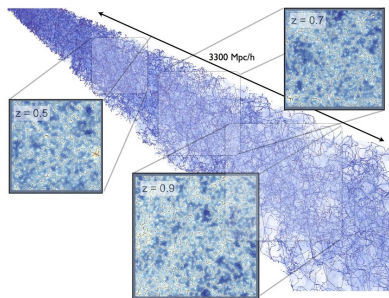 3300 Mpc/h
z = 0.7
z = 0.5
z = 0.9